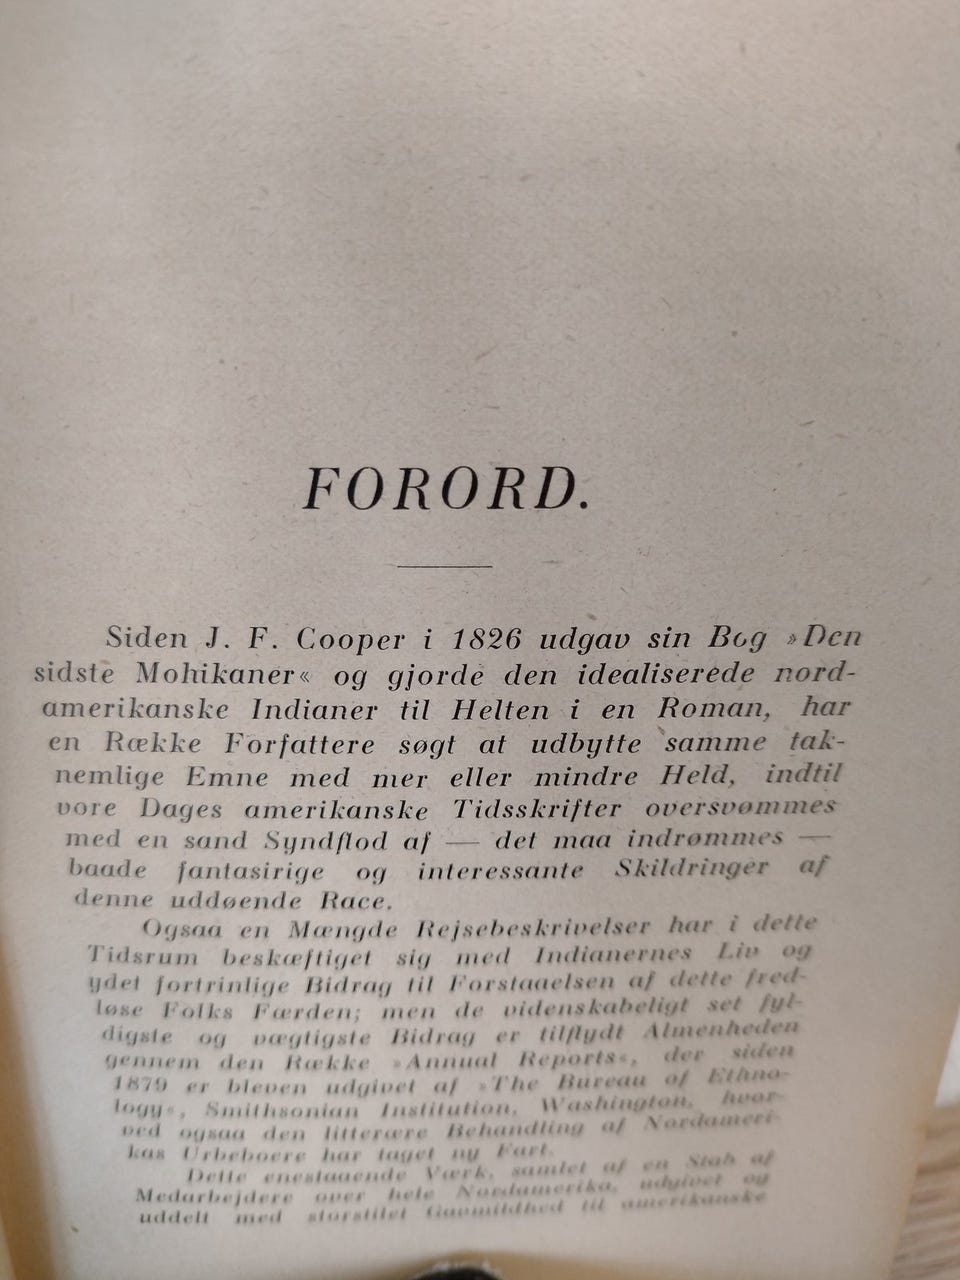 FORORD.
Siden J. F. Cooper i 1826 udgav sin Bog »Den
sidste Mohikaner« og gjorde den idealiserede nord-
amerikanske Indianer til Helten i en Roman, har
en Række Forfattere søgt at udbytte samme tak-
nemlige Emne med mer eller mindre Held, indtil
vore Dages amerikanske Tidsskrifter oversvømmes
med en sand Syndflod af — det maa indrømmes —
baade fantasirige og interessante Skildringer af
denne uddøende Race.
Ogsaa en Mængde Rejsebeskrivelser har i dette
Tidsrum beskæftiget sig med Indianernes Liv og
ydet fortrinlige Bidrag til Forstaaelsen af dette fred-
løse Folks Færden; men de videnskabeligt set fyl-
digste og vægtigste Bidrag er tilflydt Almenheden
gennem den Række »Annual Reports«, der siden
1879 er bleven udgivet af »The Bureau of Ethno-
logy«, Smithsonian Institution, Washington, hvor-
ved ogsaa den litterære Behandling af Nordameri-
kas Urbeboere har taget ny Fart.
Dette enestaaende Værk, samlet af en Stab af
Medarbejdere over hele Nordamerika, udgivet og
uddelt med storstilet Gavmildhed til amerikanske